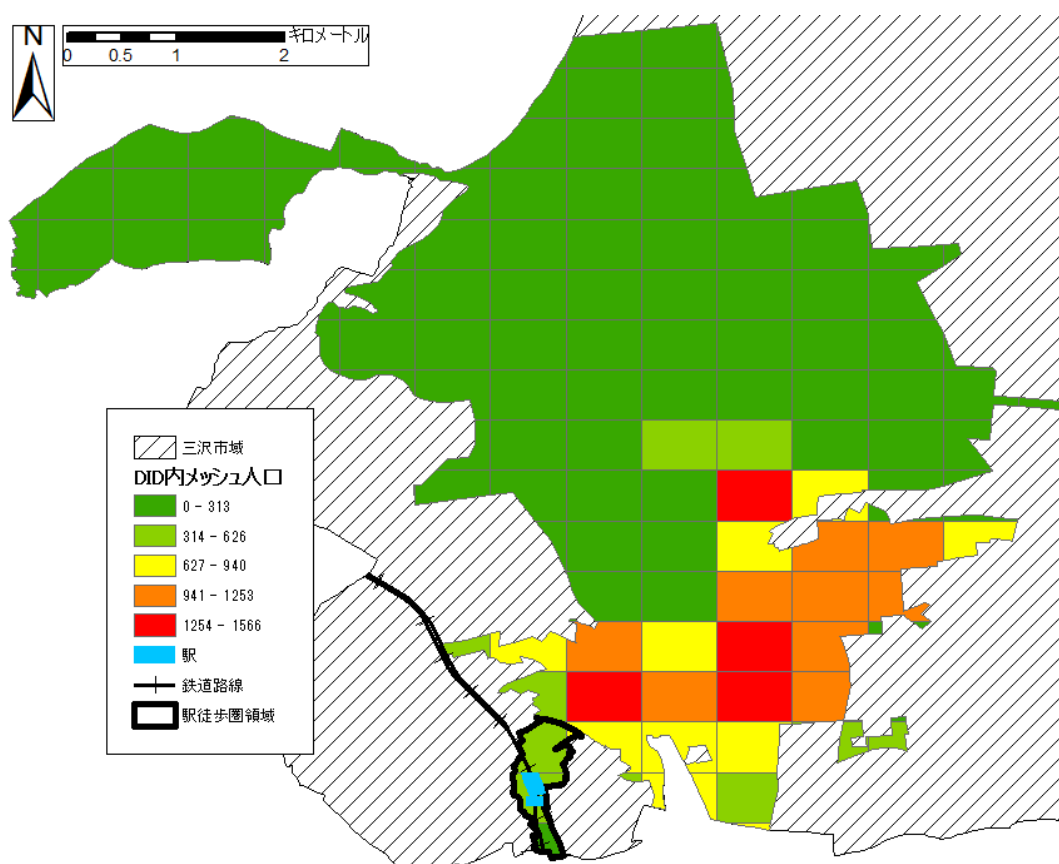 N
キロメートル
0 0.5 1 2
三沢市域
DID内メッシュ人口
0 - 313
314 - 626
627 - 940
941 - 1253
1254 - 1566
駅
鉄道路線
駅徒歩圏領域